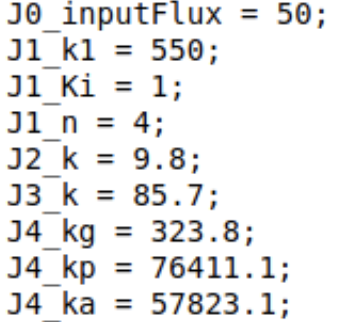 J0_inputFlux = 50;
J1_k1 = 550;
J1_Ki = 1;
J1_n = 4;
J2_k = 9.8;
J3_k = 85.7;
J4_kg = 323.8;
J4_kp = 76411.1;
J4_ka = 57823.1;